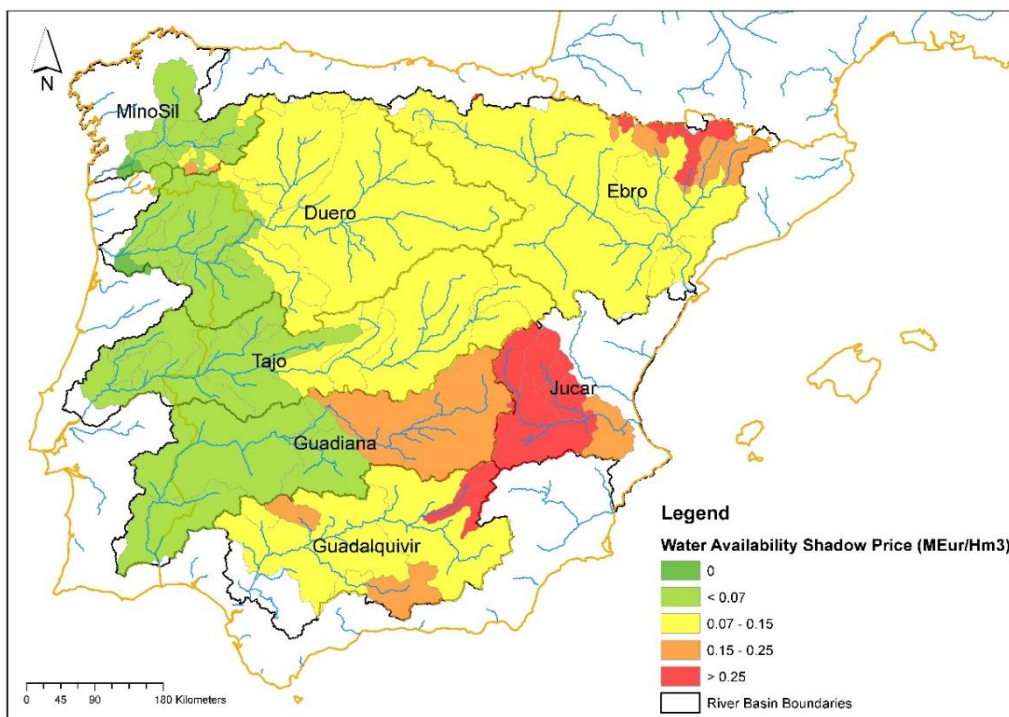 N
MinoSil
Duero
Ebro
Tajo
Jucar
Guadiana
Guadalquivir
Legend
Water Availability Shadow Price (MEur/Hm3)
0
< 0.07
0.07 - 0.15
0.15 - 0.25
> 0.25
River Basin Boundaries
0 45 90 180 Kilometers